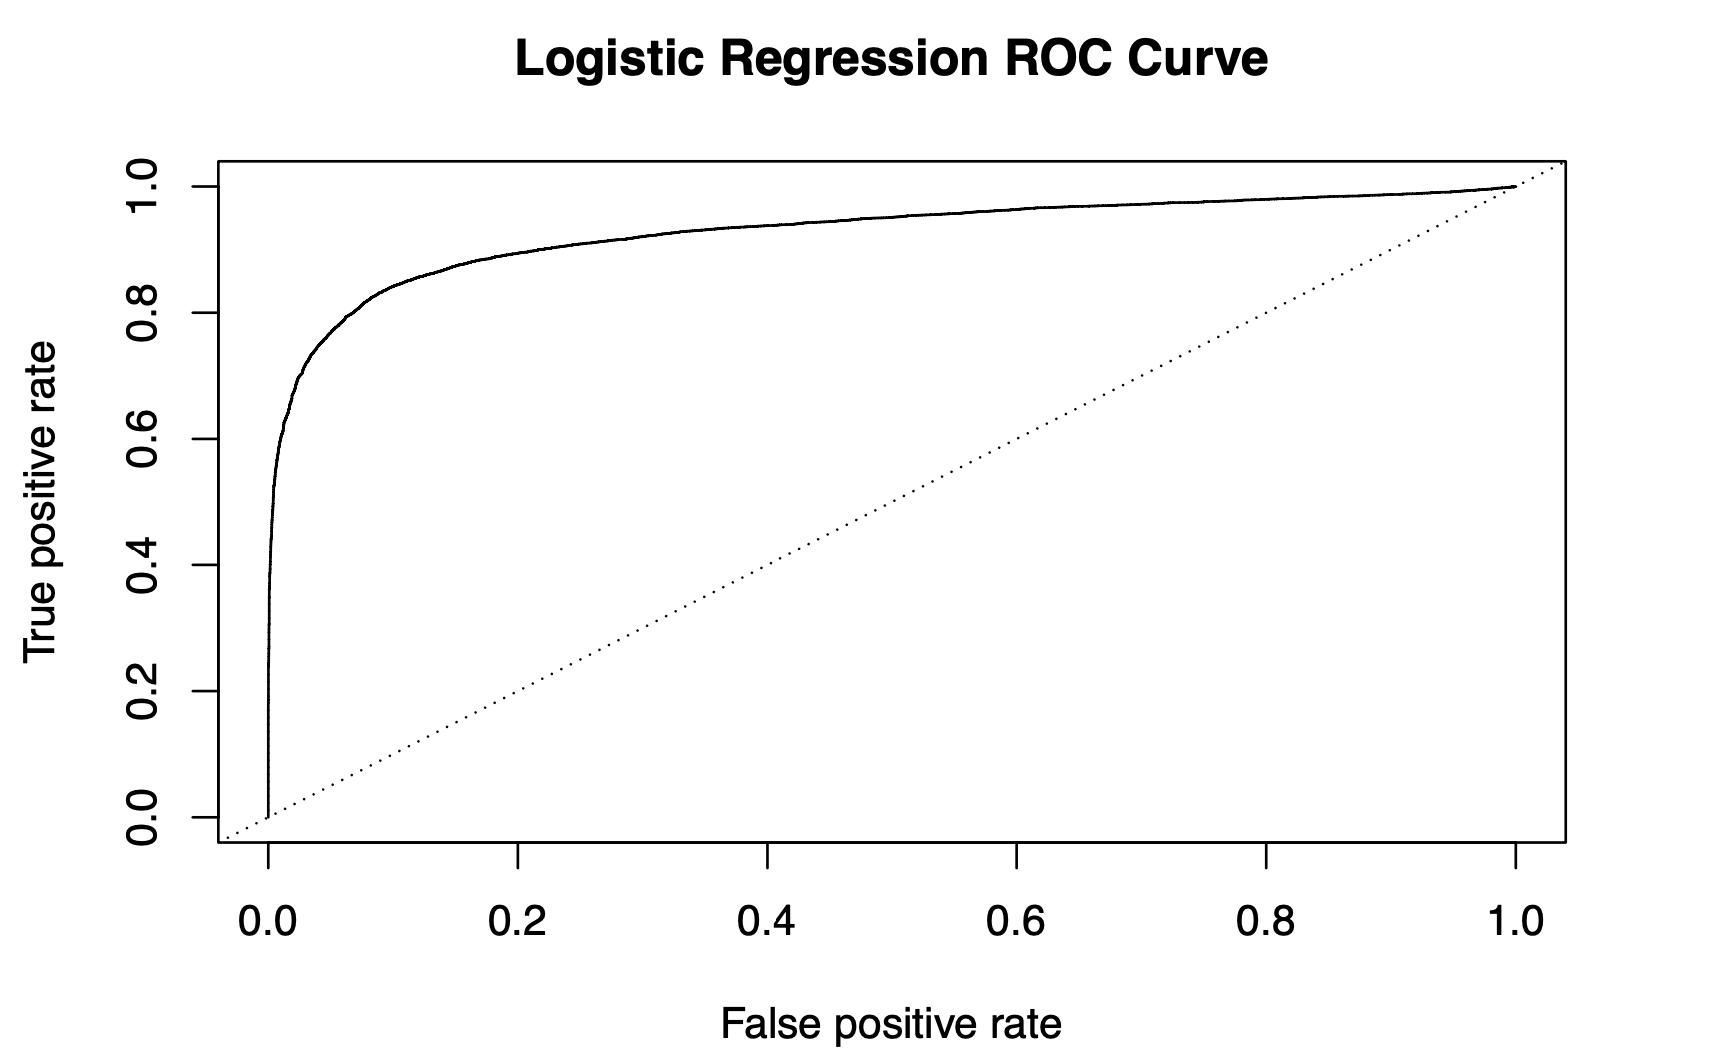 Logistic Regression ROC Curve
True positive rate
1.0
0.8
0.6
0.4
0.2
0.0
0.0 0.2 0.4 0.6 0.8 1.0
False positive rate